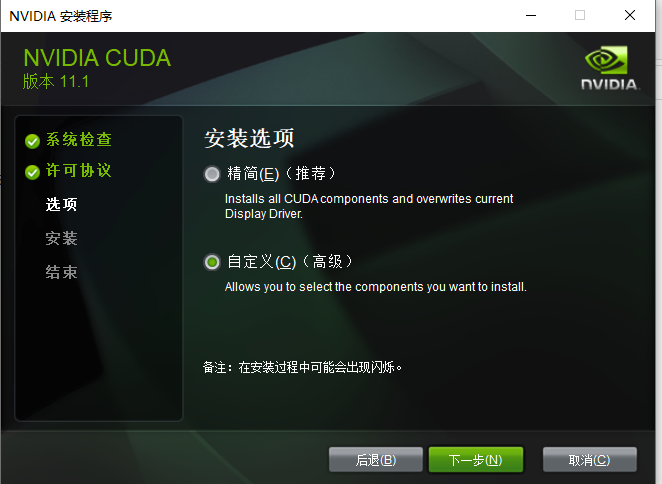 NVIDIA 安装程序
NVIDIA CUDA
版本 11.1
NVIDIA.
系统检查
许可协议
选项
安装
结束
安装选项
精简(E)（推荐）
Installs all CUDA components and overwrites current
Display Driver.
自定义(C)（高级）
Allows you to select the components you want to install.
备注：在安装过程中可能会出现闪烁。
后退(B)
下一步(N)
取消(C)